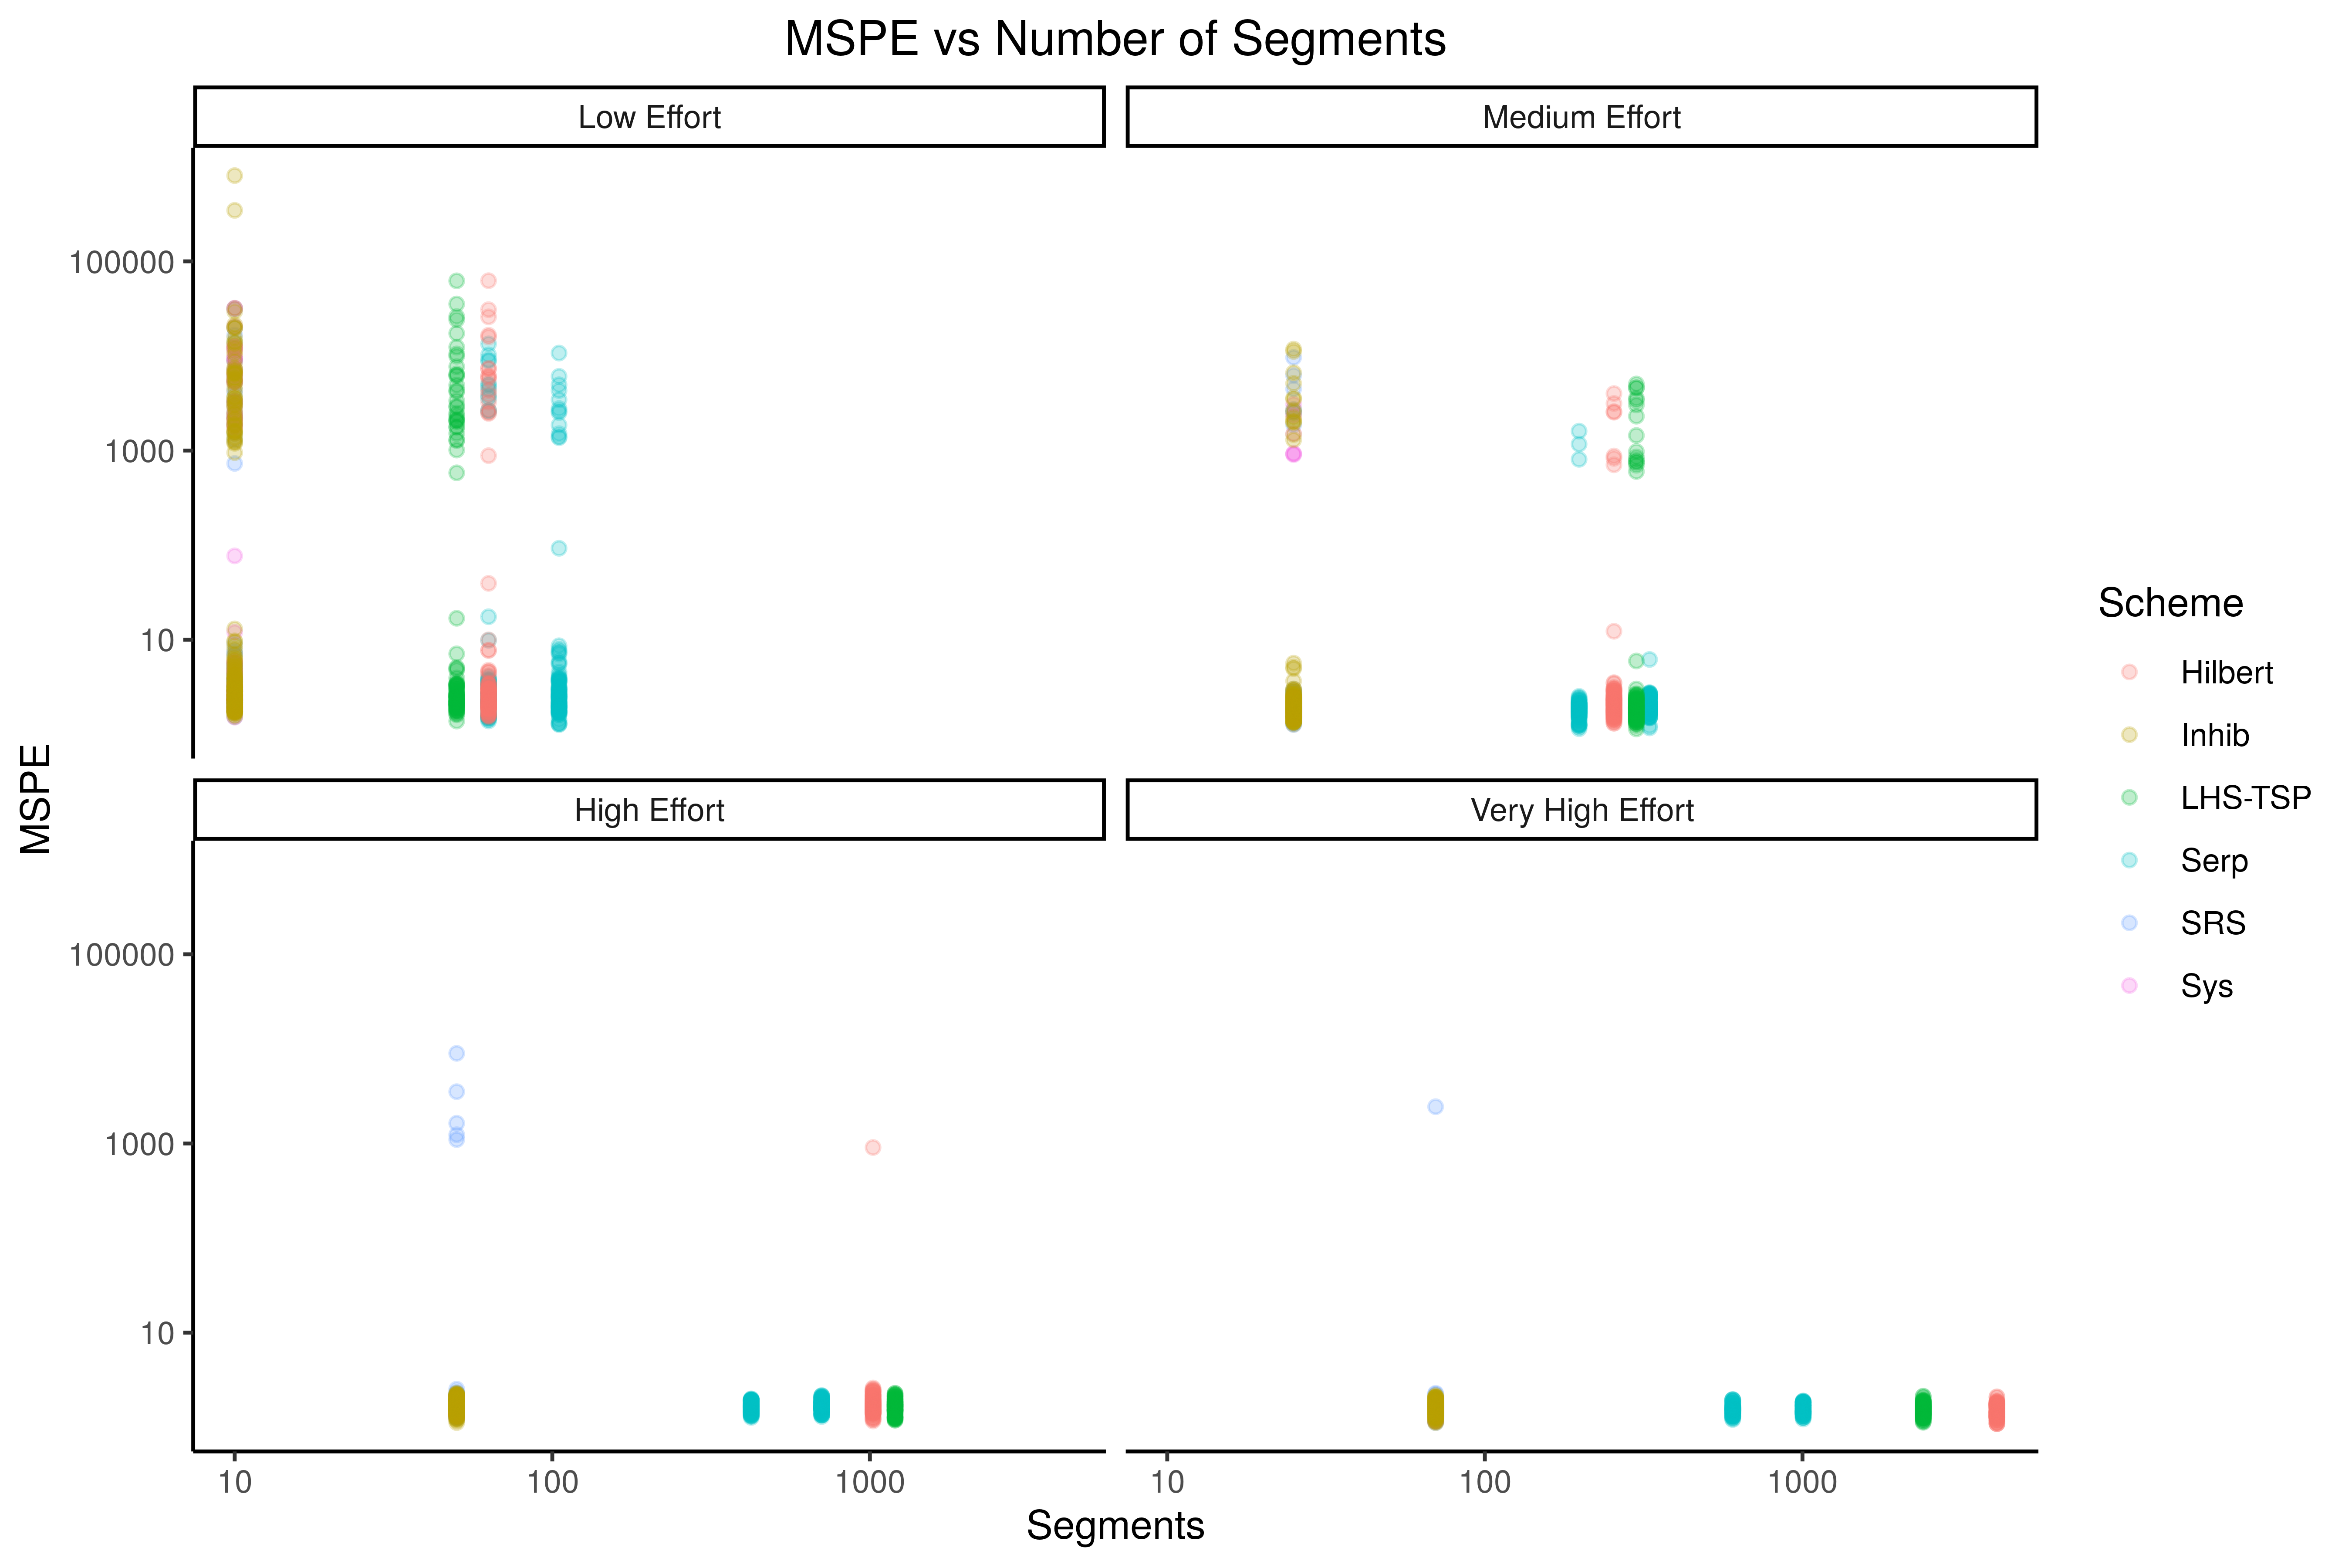 MSPE vs Number of Segments
Low Effort
Medium Effort
100000
1000
10
High Effort
Very High Effort
100000
1000
10
10
100
1000
10
100
1000
Segments
MSPE
Scheme
Hilbert
Inhib
LHS-TSP
Serp
SRS
Sys